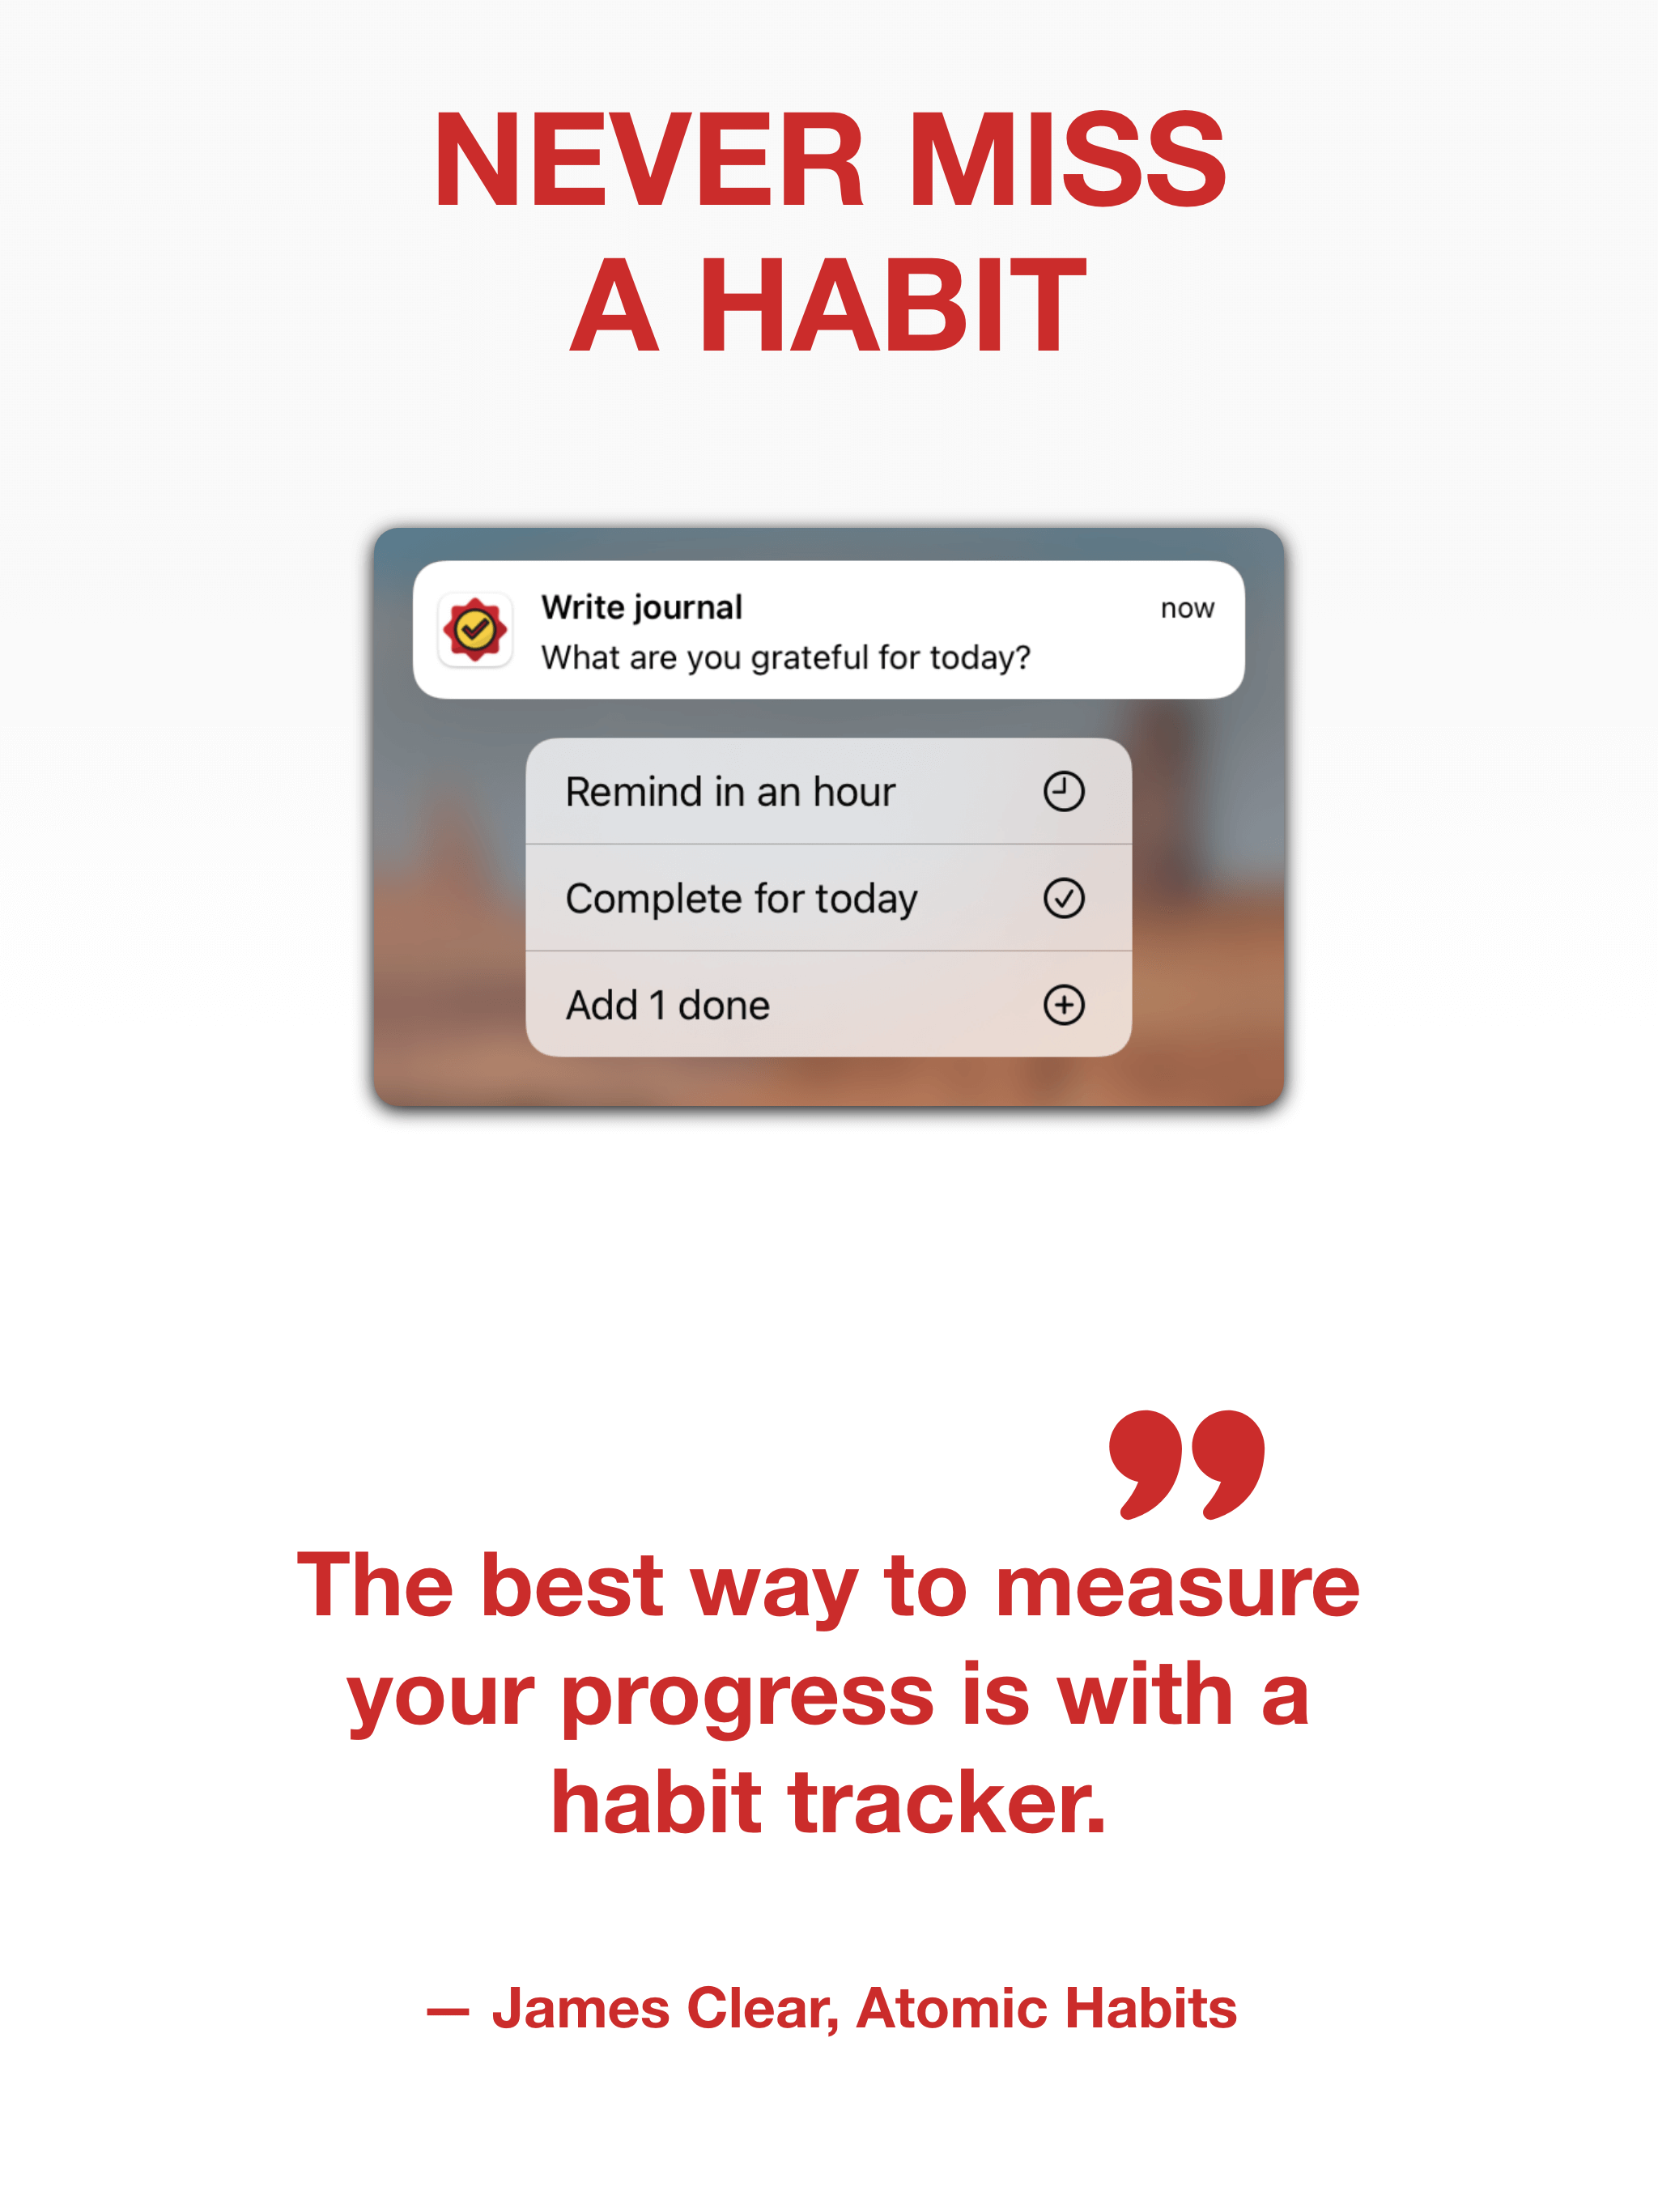 NEVER MISS
A HABIT
Write journal
now
What are you grateful for today?
Remind in an hour
Complete for today
Add 1 done
”
The best way to measure
your progress is with a
habit tracker.
— James Clear, Atomic Habits